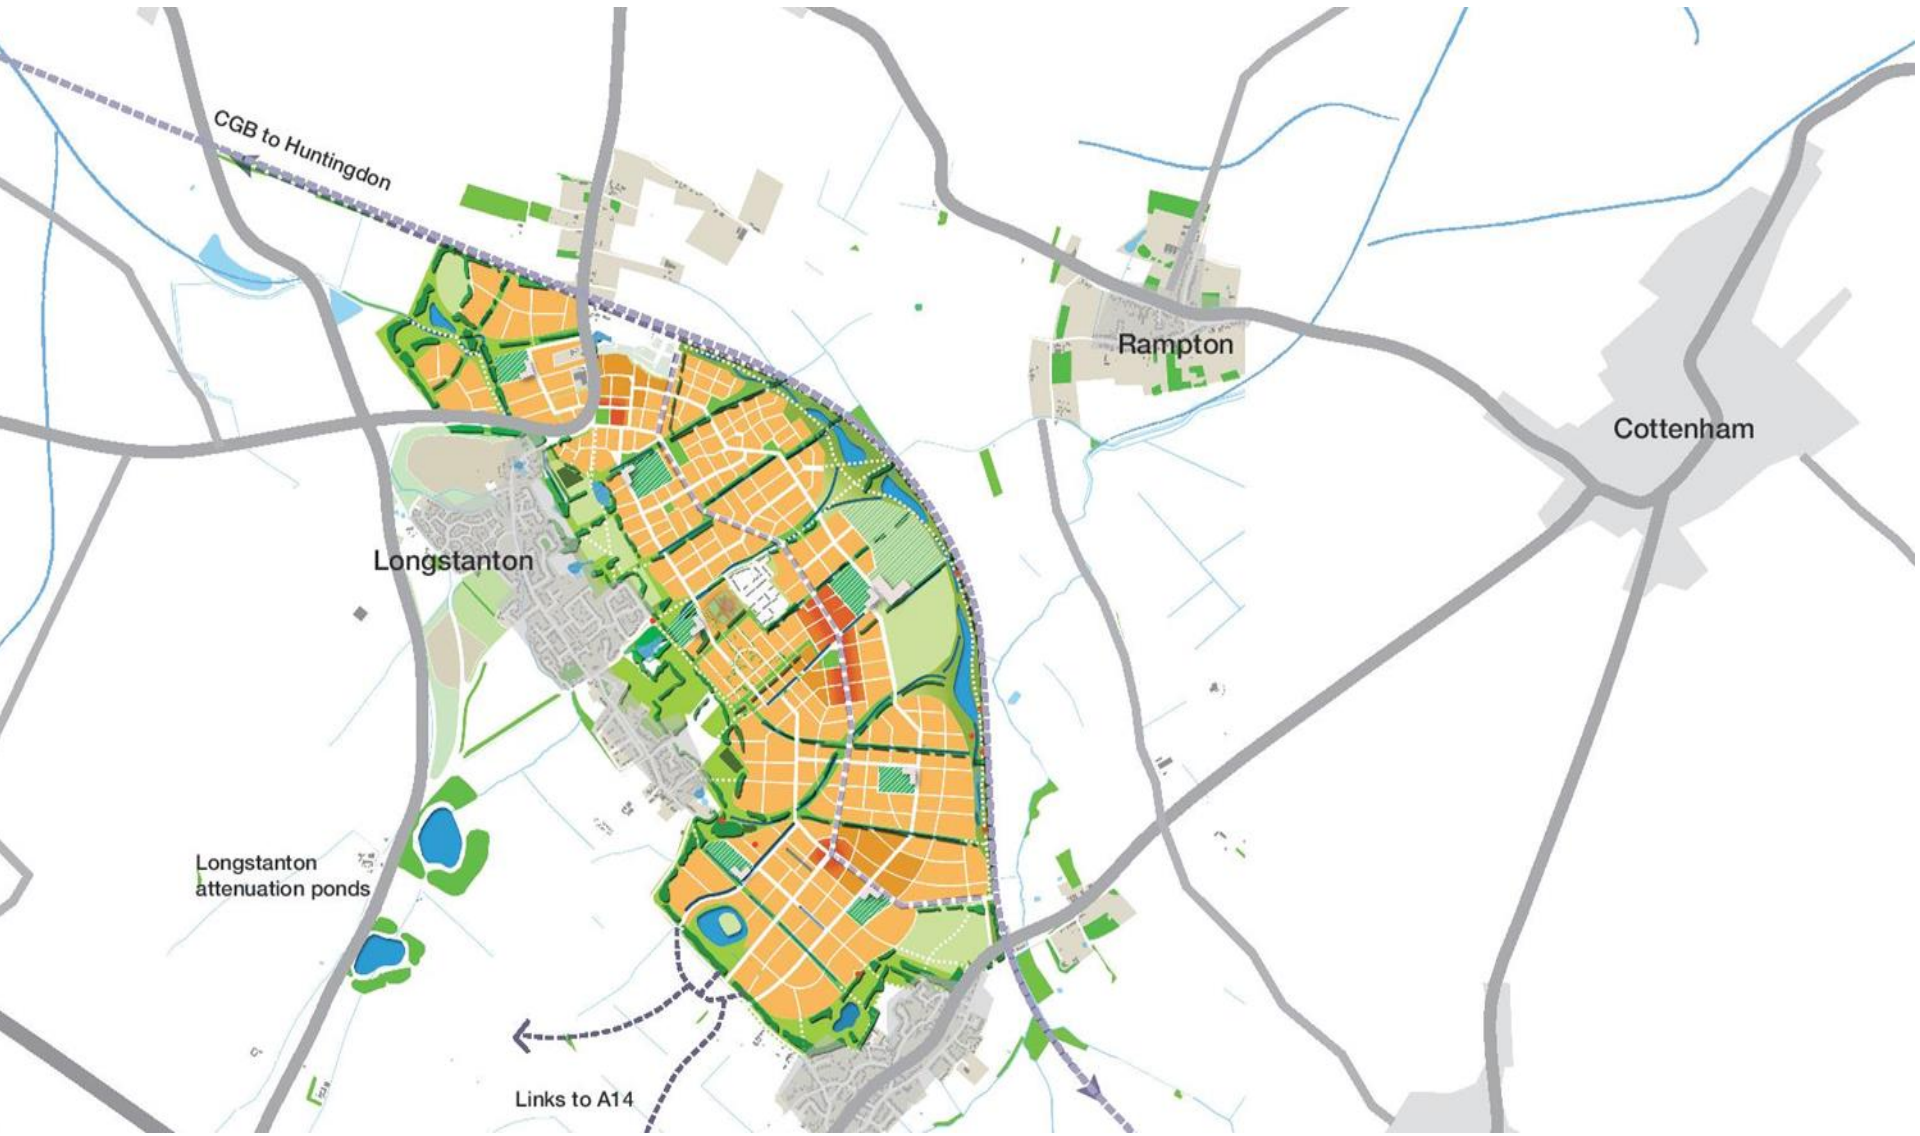 CGB to Huntingdon
Rampton
Cottenham
Longstanton
Longstanton
attenuation ponds
Links to A14